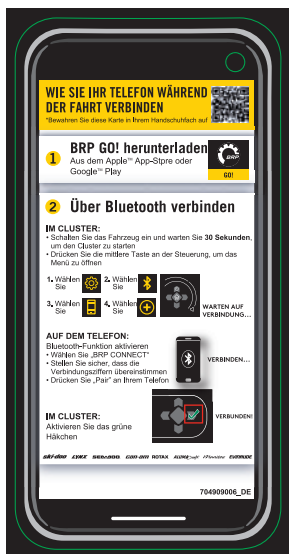 WIE SIE IHR TELEFON WÄHREND
DER FAHRT VERBINDEN
*Bewahren Sie diese Karte in Ihrem Handschuhfach auf
1 BRP GO! herunterladen
Aus dem Apple™ App-Stpre oder
Google™ Play
BRP
GO!
2 Über Bluetooth verbinden
IM CLUSTER:
• Schalten Sie das Fahrzeug ein und warten Sie 30 Sekunden,
um den Cluster zu starten
• Drücken Sie die mittlere Taste an der Steuerung, um das
Menü zu öffnen
1. Wählen Sie
2. Wählen Sie
3. Wählen Sie
4. Wählen Sie
WARTEN AUF
VERBINDUNG...
AUF DEM TELEFON:
Bluetooth-Funktion aktivieren
• Wählen Sie „BRP CONNECT"
• Stellen Sie sicher, dass die
Verbindungsziffern übereinstimmen
• Drücken Sie „Pair" an Ihrem Telefon
VERBINDEN...
IM CLUSTER:
Aktivieren Sie das grüne
Häkchen
VERBUNDEN!
ski-doo LYNX SEA-DOO can-am ROTAX ALUMACRAFT Manitou EVINRUDE
704909006_DE